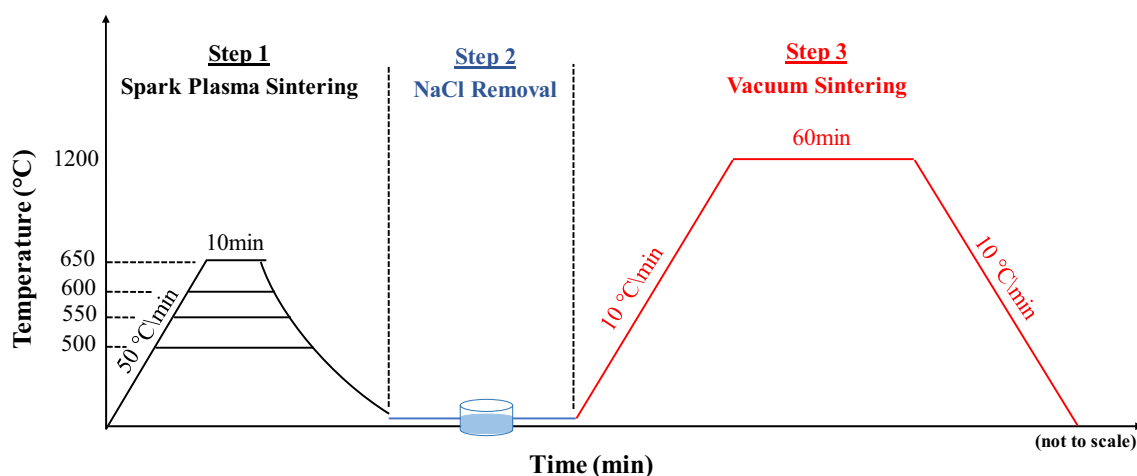 Step 1
Spark Plasma Sintering
Step 2
NaCl Removal
Step 3
Vacuum Sintering
Temperature (°C)
1200
650
600
550
500
50 °C\min
10min
10 °C\min
60min
10 °C\min
Time (min)
(not to scale)